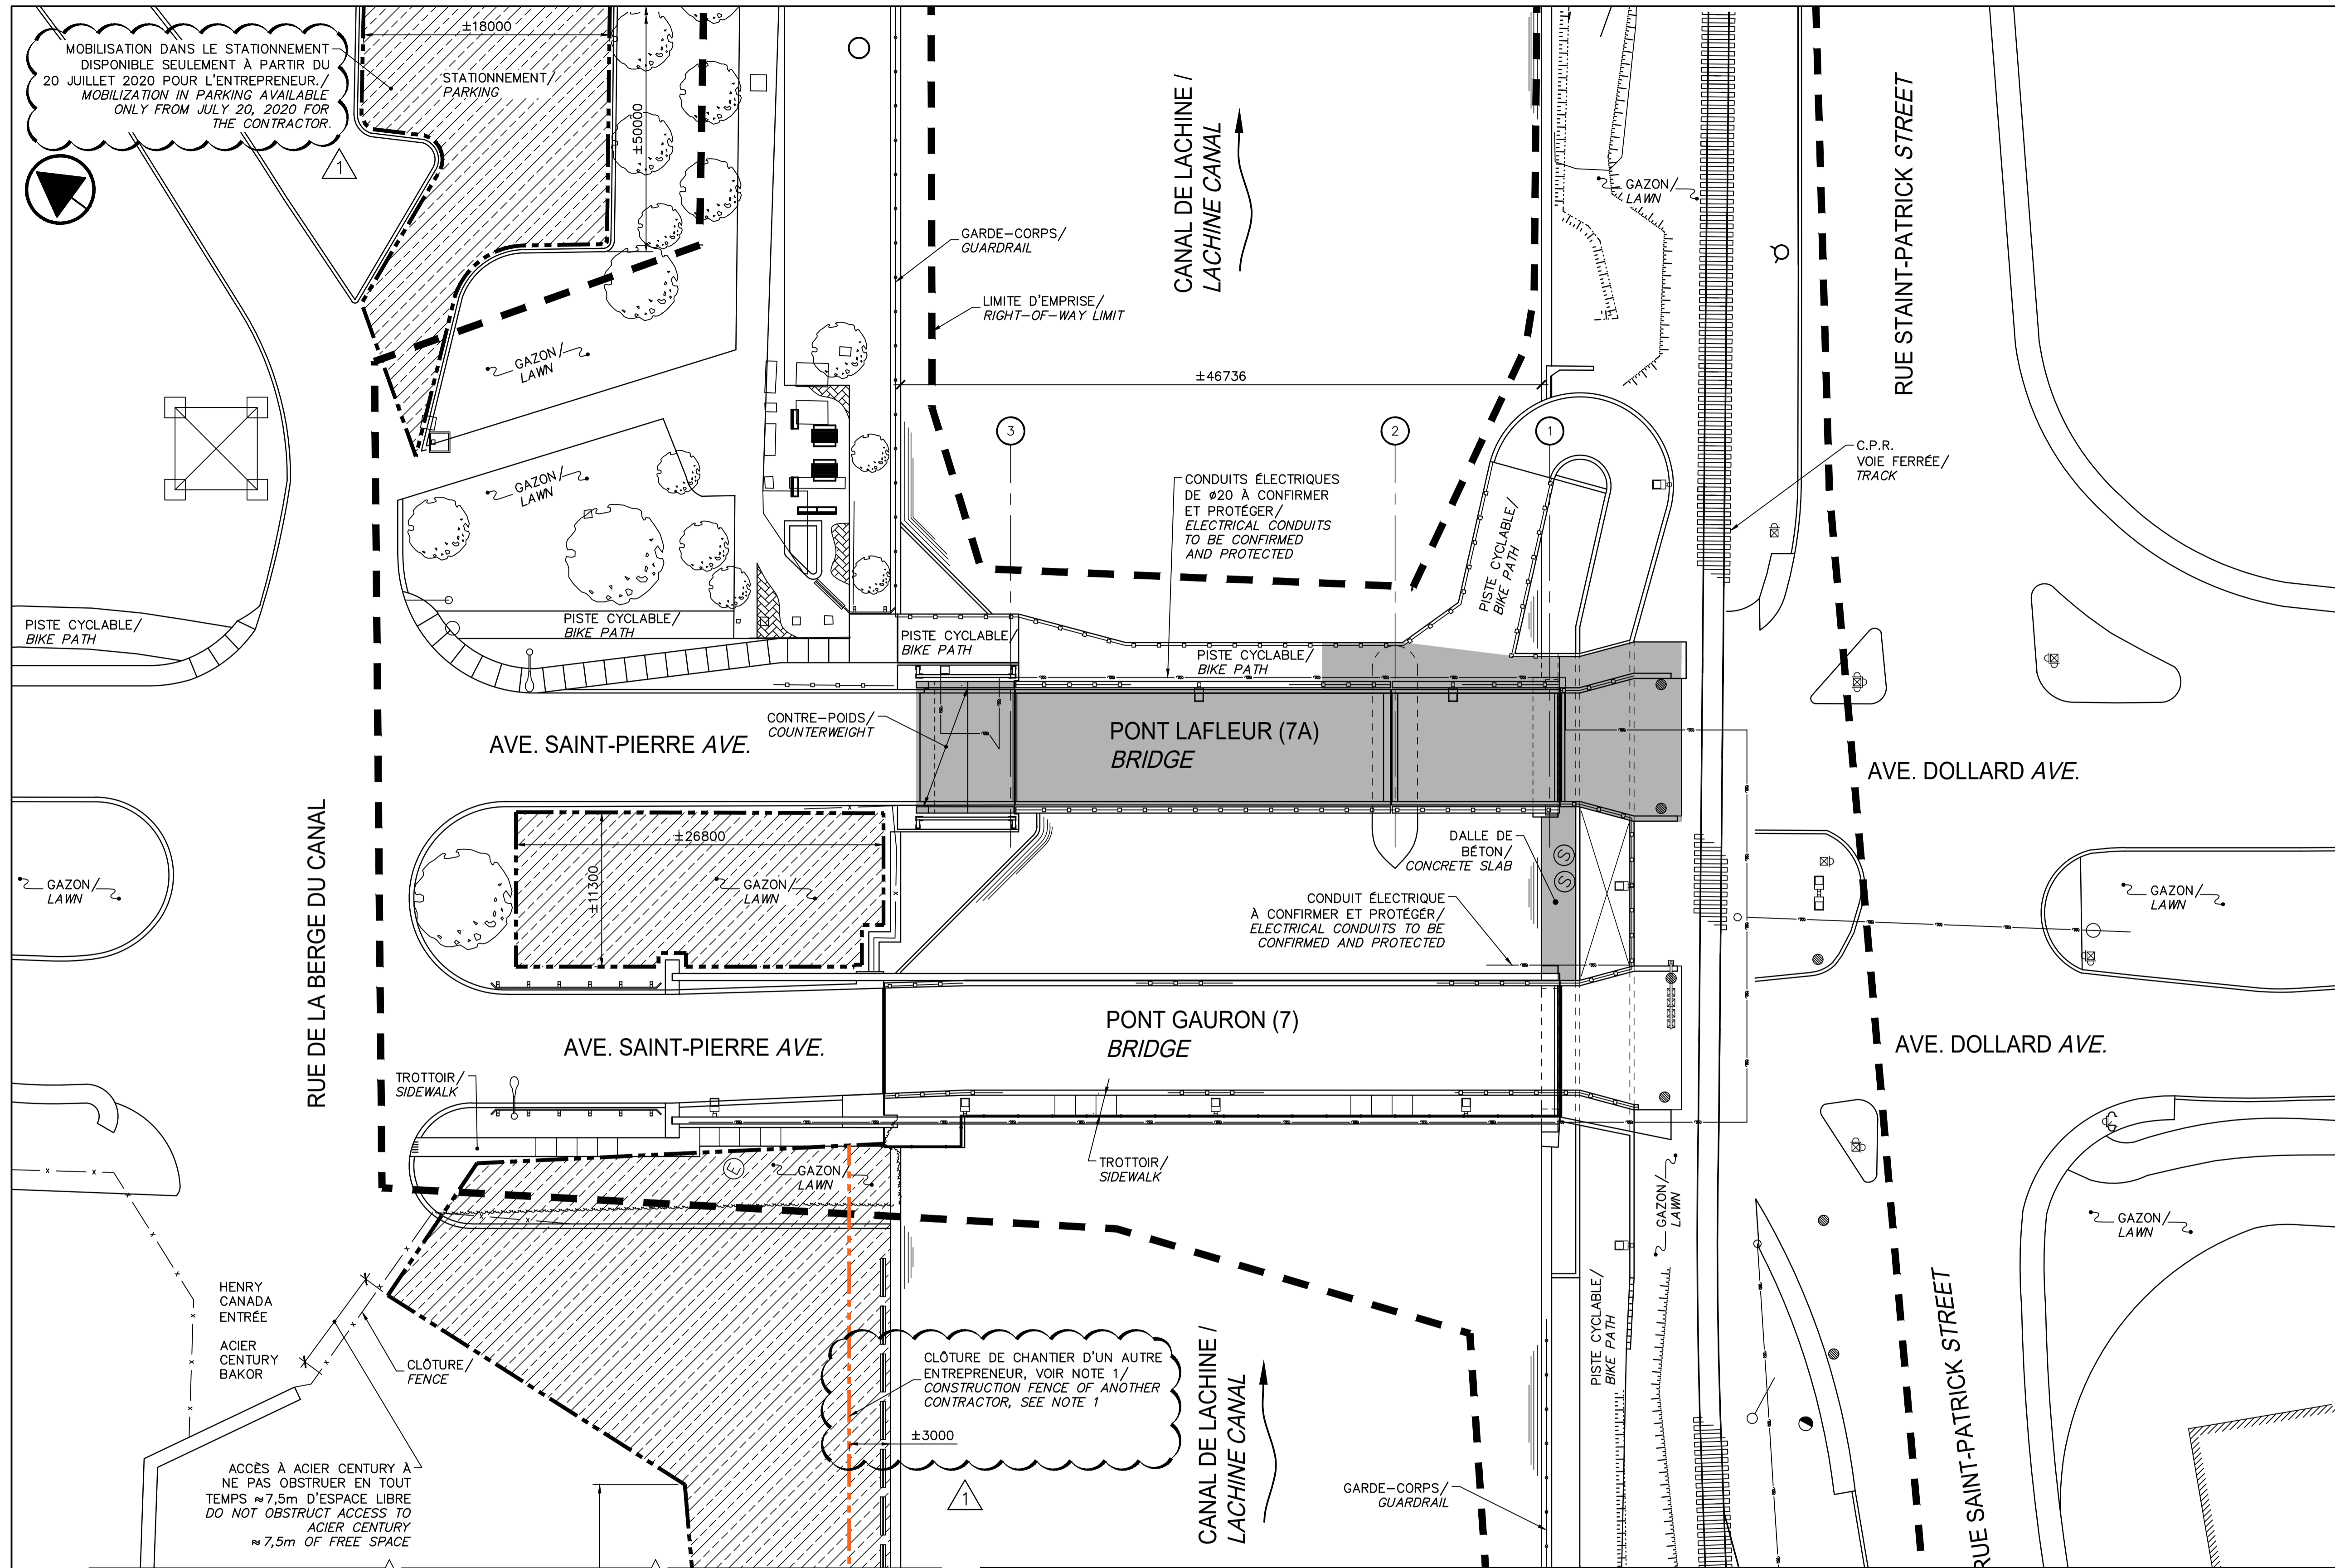 MOBILISATION DANS LE STATIONNEMENT
DISPONIBLE SEULEMENT À PARTIR DU
20 JUILLET 2020 POUR L'ENTREPRENEUR./
MOBILIZATION IN PARKING AVAILABLE
ONLY FROM JULY 20, 2020 FOR
THE CONTRACTOR.
1
±18000
STATIONNEMENT/
PARKING
±50000
CANAL DE LACHINE /
LACHINE CANAL
GARDE-CORPS/
GUARDRAIL
LIMITE D'EMPRISE/
RIGHT-OF-WAY LIMIT
GAZON/
LAWN
RUE STAINT-PATRICK STREET
GAZON/
LAWN
±46736
3
2
1
C.P.R.
VOIE FERRÉE/
TRACK
GAZON/
LAWN
CONDUITS ÉLECTRIQUES
DE ø20 À CONFIRMER
ET PROTÉGER/
ELECTRICAL CONDUITS
TO BE CONFIRMED
AND PROTECTED
PISTE CYCLABLE/
BIKE PATH
PISTE CYCLABLE/
BIKE PATH
PISTE CYCLABLE/
BIKE PATH
PISTE CYCLABLE/
BIKE PATH
PISTE CYCLABLE/
BIKE PATH
CONTRE-POIDS/
COUNTERWEIGHT
AVE. SAINT-PIERRE AVE.
PONT LAFLEUR (7A)
BRIDGE
AVE. DOLLARD AVE.
RUE DE LA BERGE DU CANAL
±26800
±11300
GAZON/
LAWN
GAZON/
LAWN
DALLE DE
BÉTON/
CONCRETE SLAB
S
S
CONDUIT ÉLECTRIQUE
À CONFIRMER ET PROTÉGÉR/
ELECTRICAL CONDUITS TO BE
CONFIRMED AND PROTECTED
GAZON/
LAWN
PONT GAURON (7)
BRIDGE
AVE. SAINT-PIERRE AVE.
AVE. DOLLARD AVE.
TROTTOIR/
SIDEWALK
TROTTOIR/
SIDEWALK
E
GAZON/
LAWN
GAZON/
LAWN
GAZON/
LAWN
HENRY
CANADA
ENTRÉE
ACIER
CENTURY
BAKOR
CLÔTURE/
FENCE
CLÔTURE DE CHANTIER D'UN AUTRE
ENTREPRENEUR, VOIR NOTE 1/
CONSTRUCTION FENCE OF ANOTHER
CONTRACTOR, SEE NOTE 1
±3000
1
CANAL DE LACHINE /
LACHINE CANAL
PISTE CYCLABLE/
BIKE PATH
GARDE-CORPS/
GUARDRAIL
RUE SAINT-PATRICK STREET
ACCÈS À ACIER CENTURY À
NE PAS OBSTRUER EN TOUT
TEMPS ≈7,5m D'ESPACE LIBRE
DO NOT OBSTRUCT ACCESS TO
ACIER CENTURY
≈7,5m OF FREE SPACE